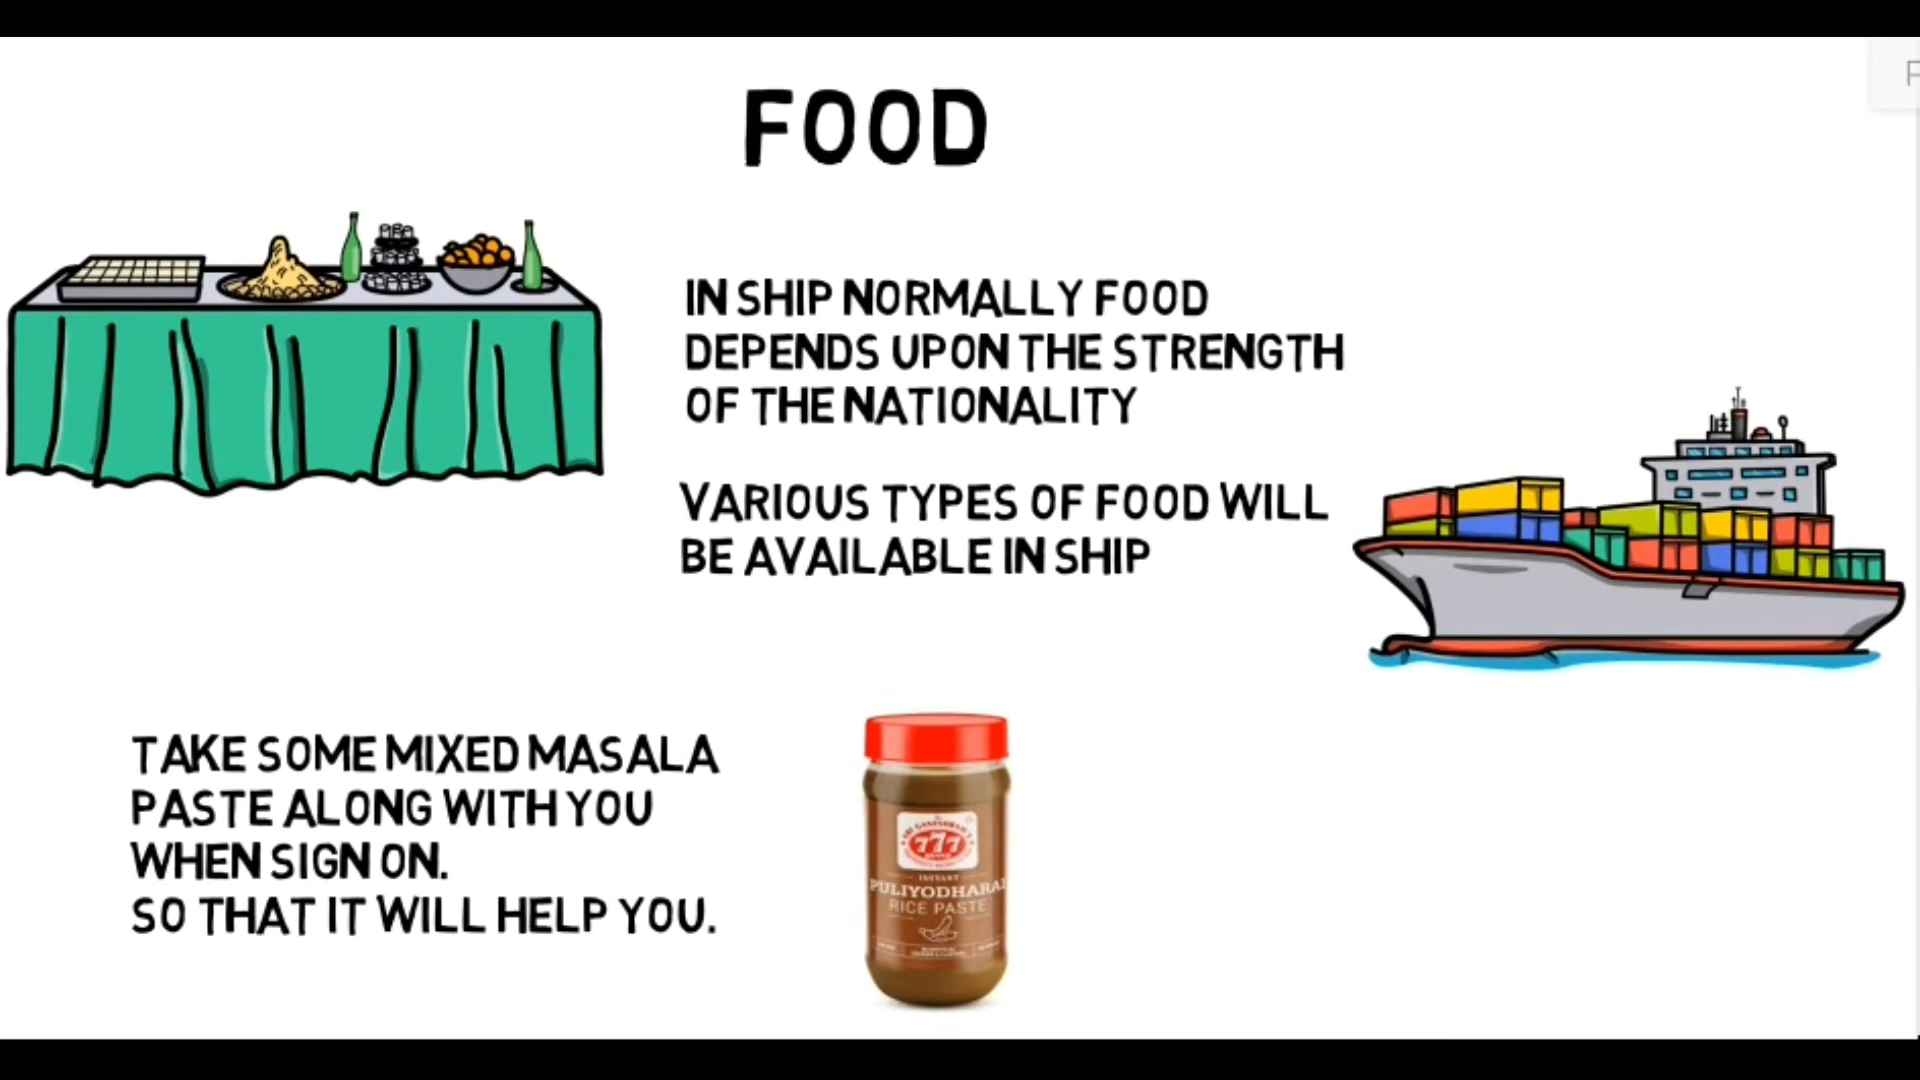 FOOD
IN SHIP NORMALLY FOOD
DEPENDS UPON THE STRENGTH
OF THE NATIONALITY
VARIOUS TYPES OF FOOD WILL
BE AVAILABLE IN SHIP
TAKE SOME MIXED MASALA
PASTE ALONG WITH YOU
WHEN SIGN ON.
SO THAT IT WILL HELP YOU.
777
INSTANT
PULIYODHARAI
RICE PASTE